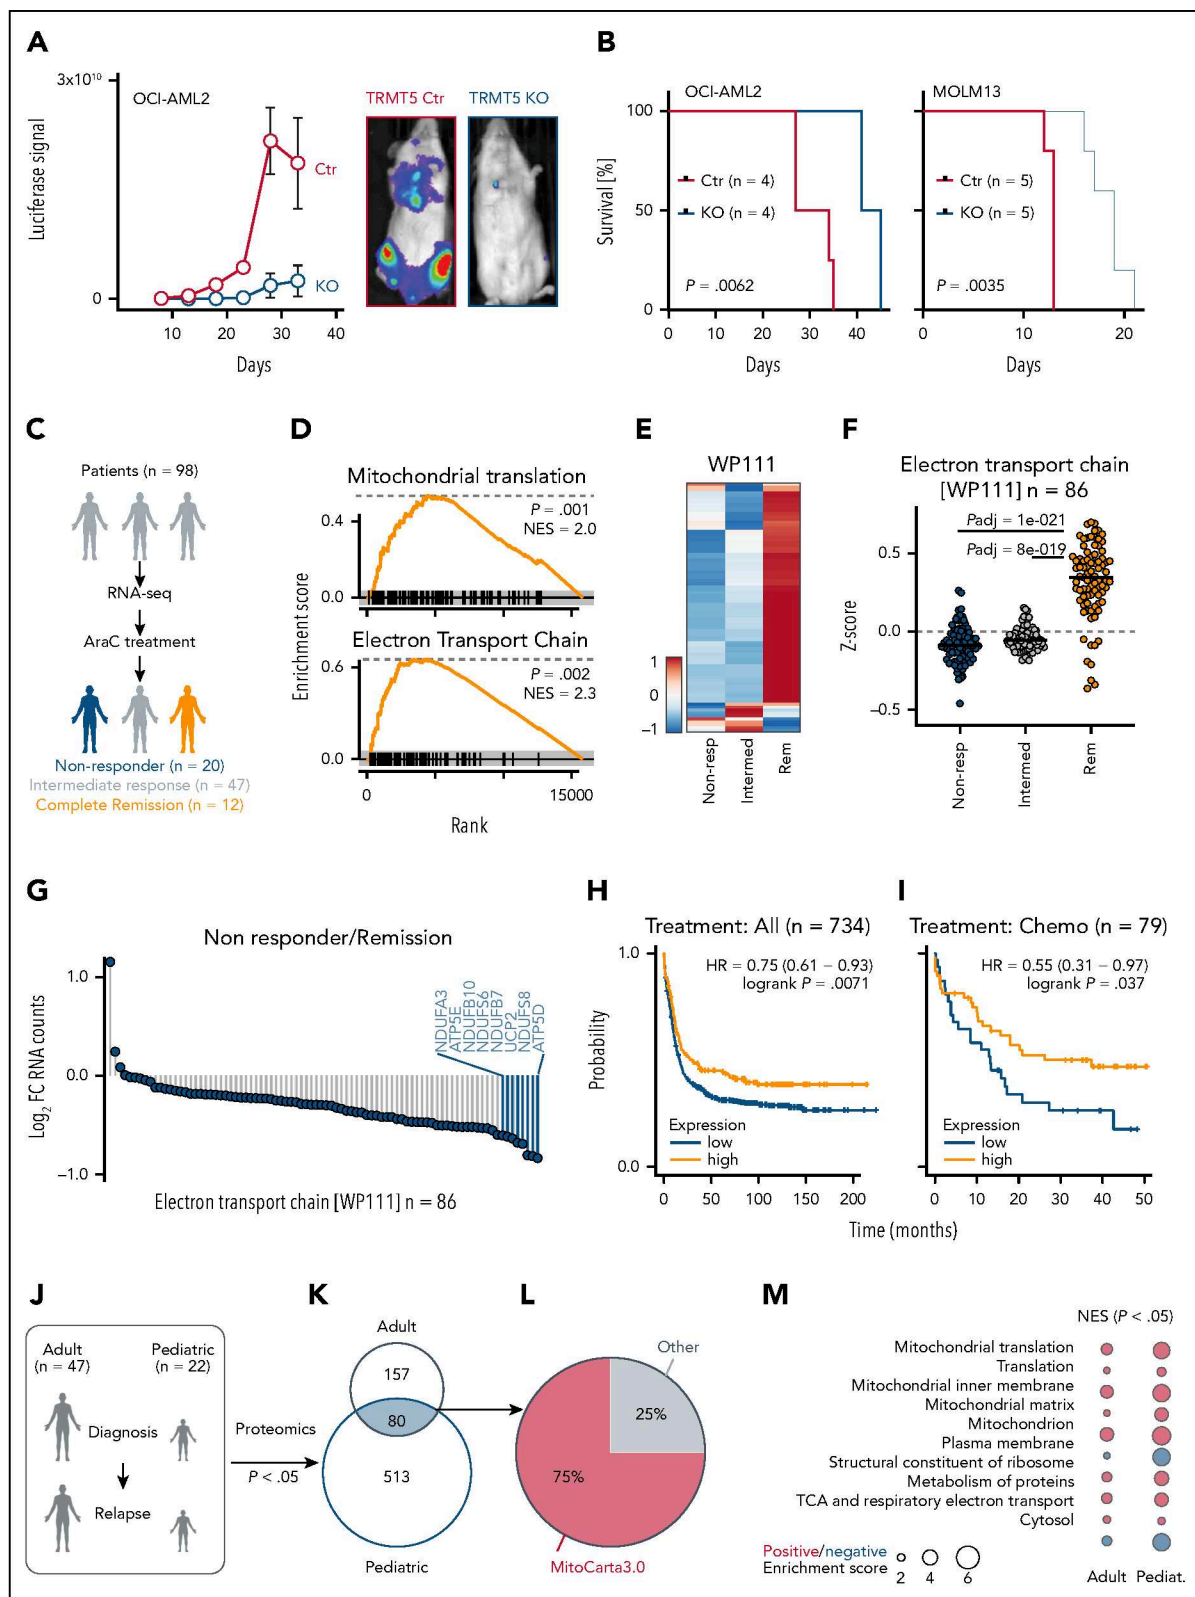 A
3x10¹⁰
OCI-AML2
Luciferase signal
Ctr
KO
0
10
20
30
40
Days
TRMT5 Ctr
TRMT5 KO
B
OCI-AML2
MOLM13
100
50
0
Survival [%]
Ctr (n = 4)
KO (n = 4)
P = .0062
0
10
20
30
40
Days
Ctr (n = 5)
KO (n = 5)
P = .0035
0
10
20
Days
C
Patients (n = 98)
RNA-seq
AraC treatment
Non-responder (n = 20)
Intermediate response (n = 47)
Complete Remission (n = 12)
D
Mitochondrial translation
P = .001
NES = 2.0
0.4
0.0
Electron Transport Chain
P = .002
NES = 2.3
0.6
0.0
Enrichment score
0
15000
Rank
E
WP111
1
0
−1
Non-resp
Intermed
Rem
F
Electron transport chain
[WP111] n = 86
Padj = 1e-021
Padj = 8e-019
0.5
0.0
−0.5
Z-score
Non-resp
Intermed
Rem
G
Non responder/Remission
1.0
0.0
−1.0
Log₂ FC RNA counts
NDUFA3
ATP5E
NDUFB10
NDUFS6
NDUFB7
UCP2
NDUFS8
ATP5D
Electron transport chain [WP111] n = 86
H
Treatment: All (n = 734)
HR = 0.75 (0.61 − 0.93)
logrank P = .0071
1.0
0.0
Probability
Expression
low
high
0
50
100
150
200
I
Treatment: Chemo (n = 79)
HR = 0.55 (0.31 − 0.97)
logrank P = .037
1.0
0.0
Expression
low
high
0
10
20
30
40
50
Time (months)
J
Adult
(n = 47)
Pediatric
(n = 22)
Diagnosis
Relapse
Proteomics
P < .05
K
Adult
157
80
513
Pediatric
L
Other
25%
75%
MitoCarta3.0
M
NES (P < .05)
Mitochondrial translation
Translation
Mitochondrial inner membrane
Mitochondrial matrix
Mitochondrion
Plasma membrane
Structural constituent of ribosome
Metabolism of proteins
TCA and respiratory electron transport
Cytosol
Positive/negative
Enrichment score
2
4
6
Adult
Pediat.